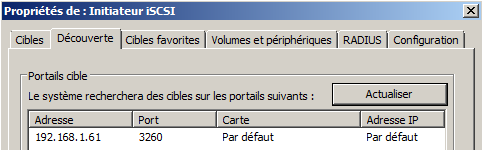 Propriétés de : Initiateur iSCSI
Cibles Découverte Cibles favorites Volumes et périphériques RADIUS Configuration
Portails cible
Le système recherchera des cibles sur les portails suivants : Actualiser
Adresse Port Carte Adresse IP
192.168.1.61 3260 Par défaut Par défaut